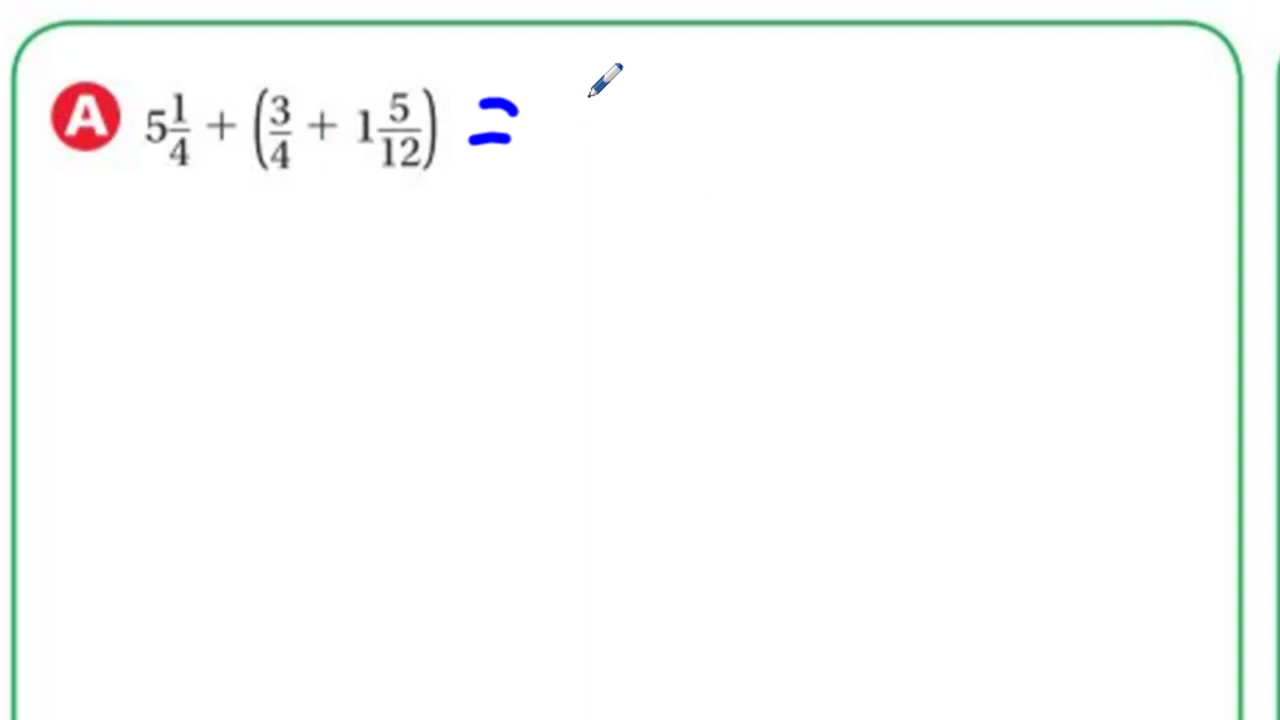 A 5 1/4 + (3/4 + 1 5/12) =